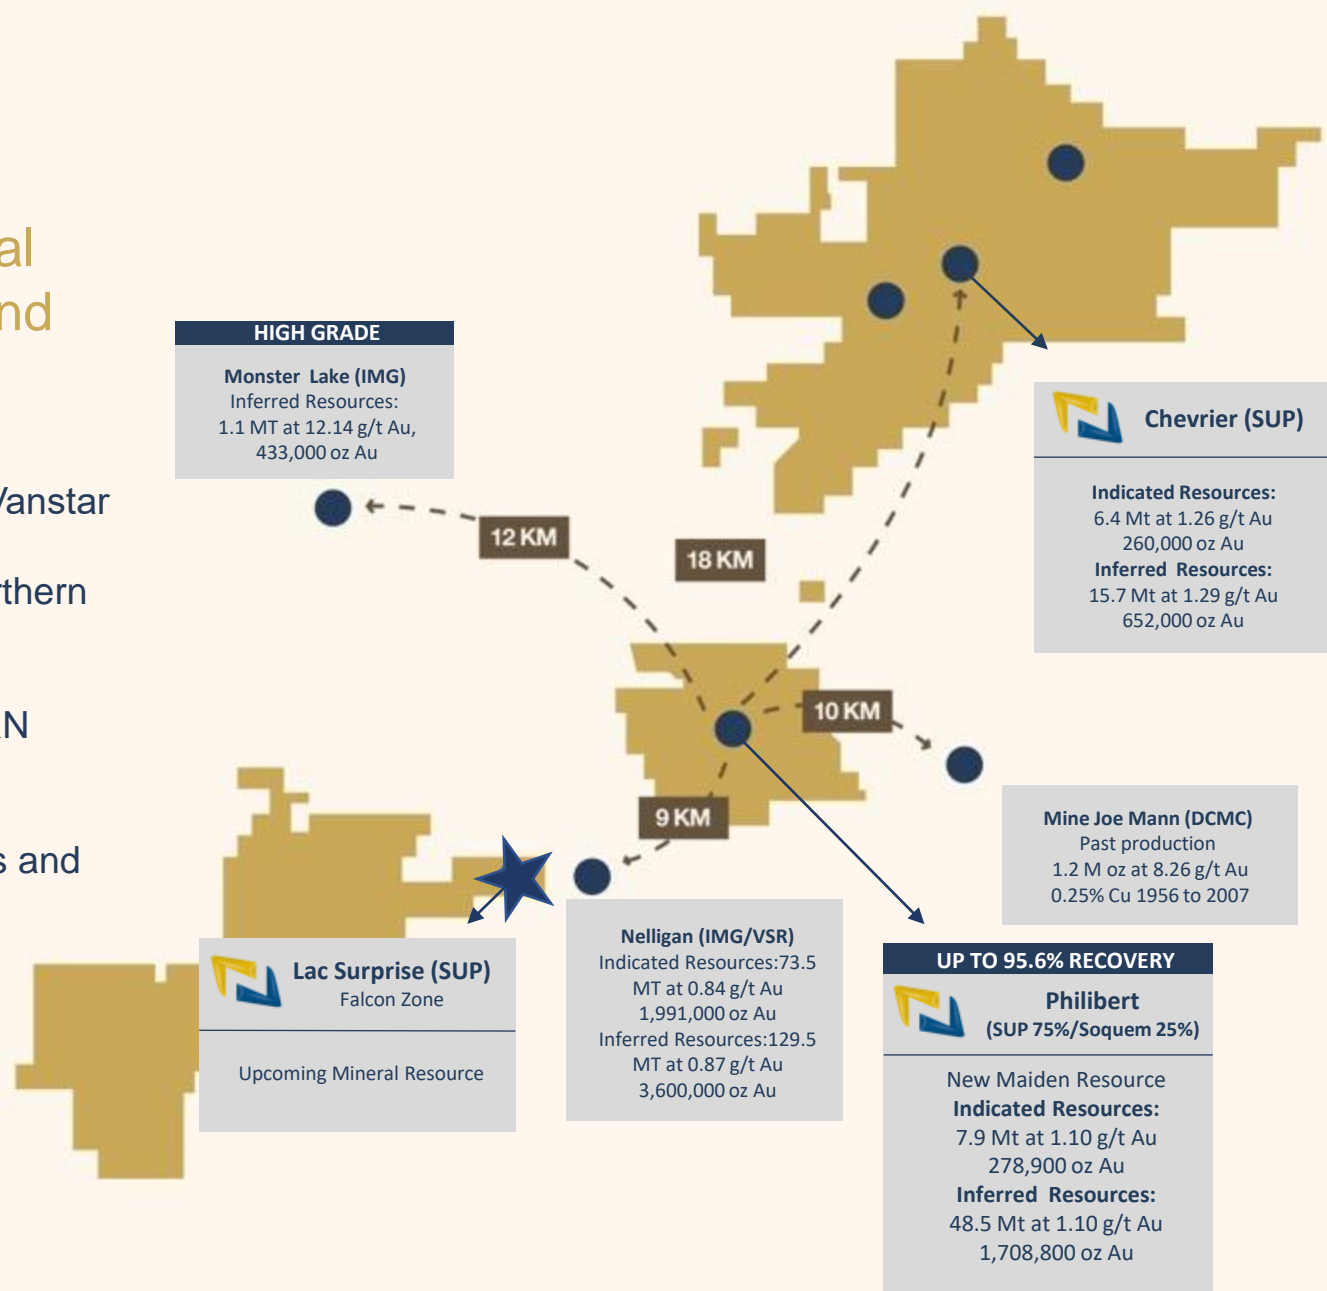 al
nd
Vanstar
rthern
AN
s and
HIGH GRADE
Monster Lake (IMG)
Inferred Resources:
1.1 MT at 12.14 g/t Au,
433,000 oz Au
12 KM
18 KM
10 KM
9 KM
Chevrier (SUP)
Indicated Resources:
6.4 Mt at 1.26 g/t Au
260,000 oz Au
Inferred Resources:
15.7 Mt at 1.29 g/t Au
652,000 oz Au
Mine Joe Mann (DCMC)
Past production
1.2 M oz at 8.26 g/t Au
0.25% Cu 1956 to 2007
Lac Surprise (SUP)
Falcon Zone
Upcoming Mineral Resource
Nelligan (IMG/VSR)
Indicated Resources:73.5
MT at 0.84 g/t Au
1,991,000 oz Au
Inferred Resources:129.5
MT at 0.87 g/t Au
3,600,000 oz Au
UP TO 95.6% RECOVERY
Philibert
(SUP 75%/Soquem 25%)
New Maiden Resource
Indicated Resources:
7.9 Mt at 1.10 g/t Au
278,900 oz Au
Inferred Resources:
48.5 Mt at 1.10 g/t Au
1,708,800 oz Au